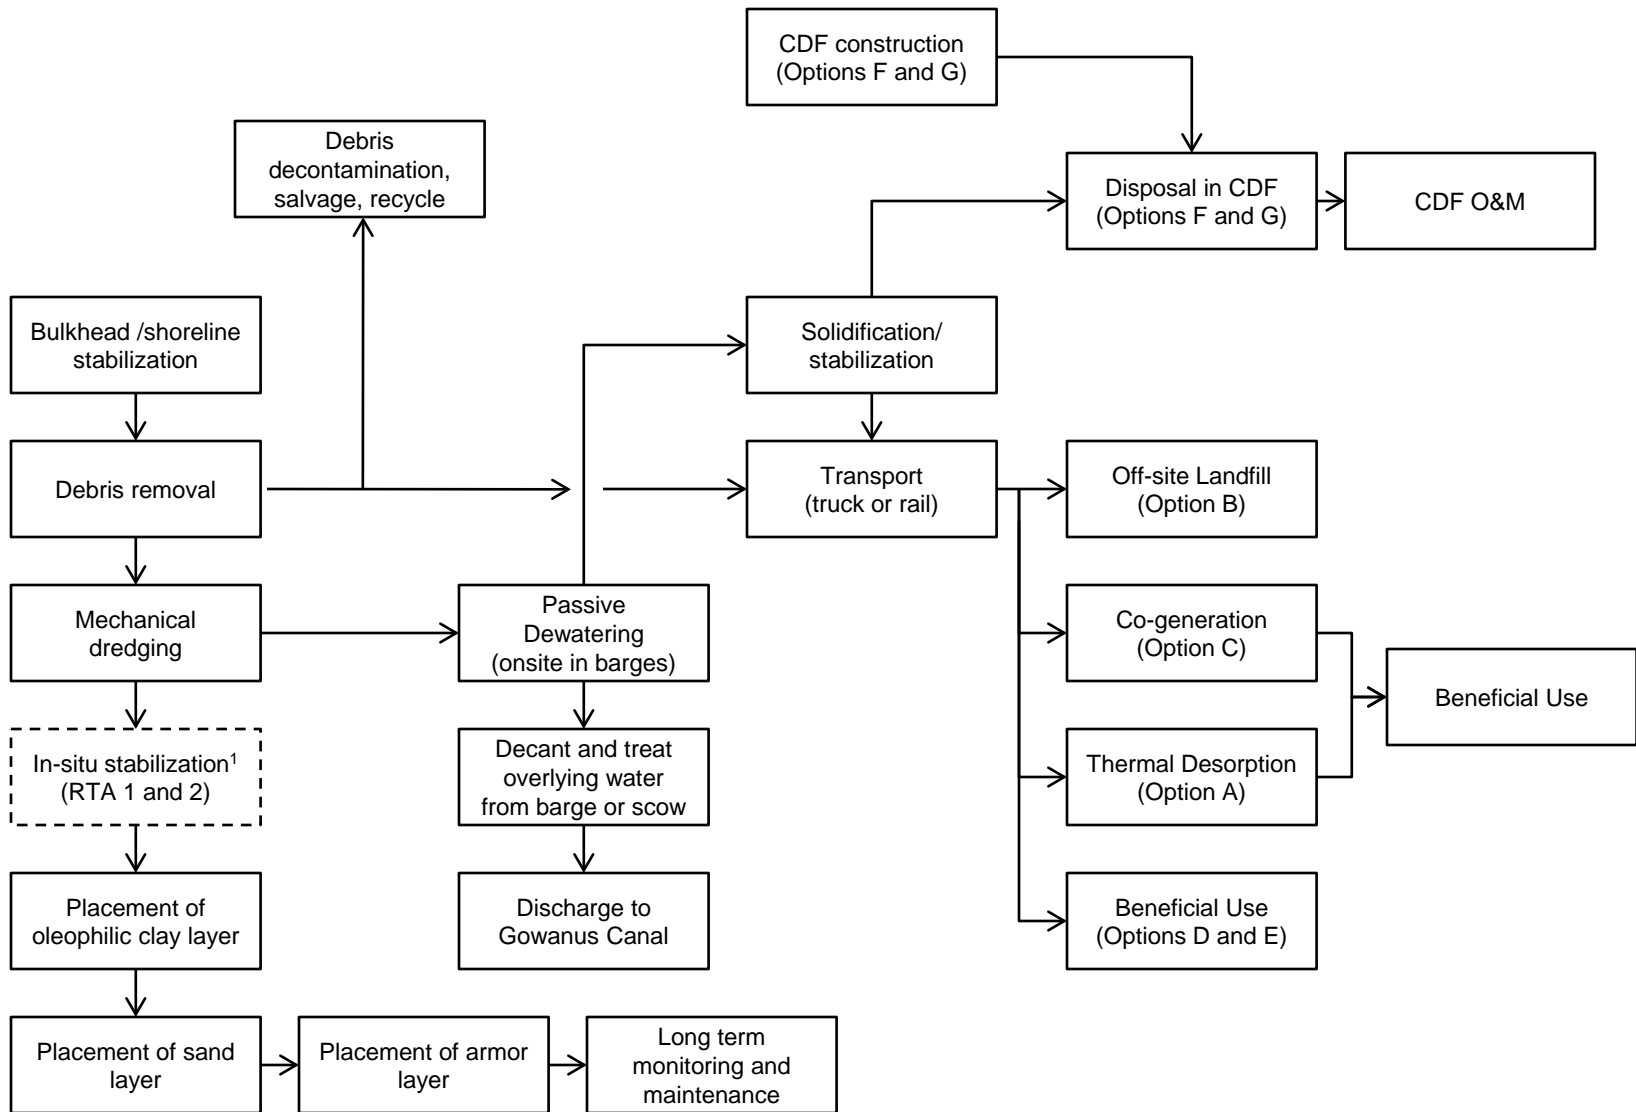 CDF construction
(Options F and G)
Debris
decontamination,
salvage, recycle
Disposal in CDF
(Options F and G)
CDF O&M
Bulkhead /shoreline
stabilization
Solidification/
stabilization
Debris removal
Transport
(truck or rail)
Off-site Landfill
(Option B)
Mechanical
dredging
Passive
Dewatering
(onsite in barges)
Co-generation
(Option C)
Beneficial Use
In-situ stabilization¹
(RTA 1 and 2)
Decant and treat
overlying water
from barge or scow
Thermal Desorption
(Option A)
Placement of
oleophilic clay layer
Discharge to
Gowanus Canal
Beneficial Use
(Options D and E)
Placement of sand
layer
Placement of armor
layer
Long term
monitoring and
maintenance